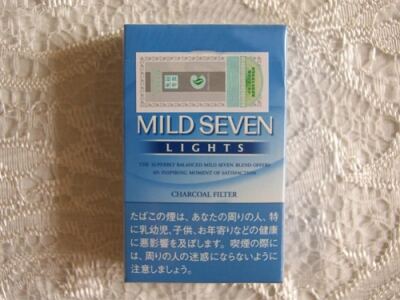 MILD SEVEN
LIGHTS
THE SUPERBLY BALANCED MILD SEVEN BLEND OFFERS
AN INSPIRING MOMENT OF SATISFACTION
CHARCOAL FILTER
たばこの煙は、あなたの周りの人、特
に乳幼児、子供、お年寄りなどの健康
に悪影響を及ぼします。喫煙の際に
は、周りの人の迷惑にならないように
注意しましょう。